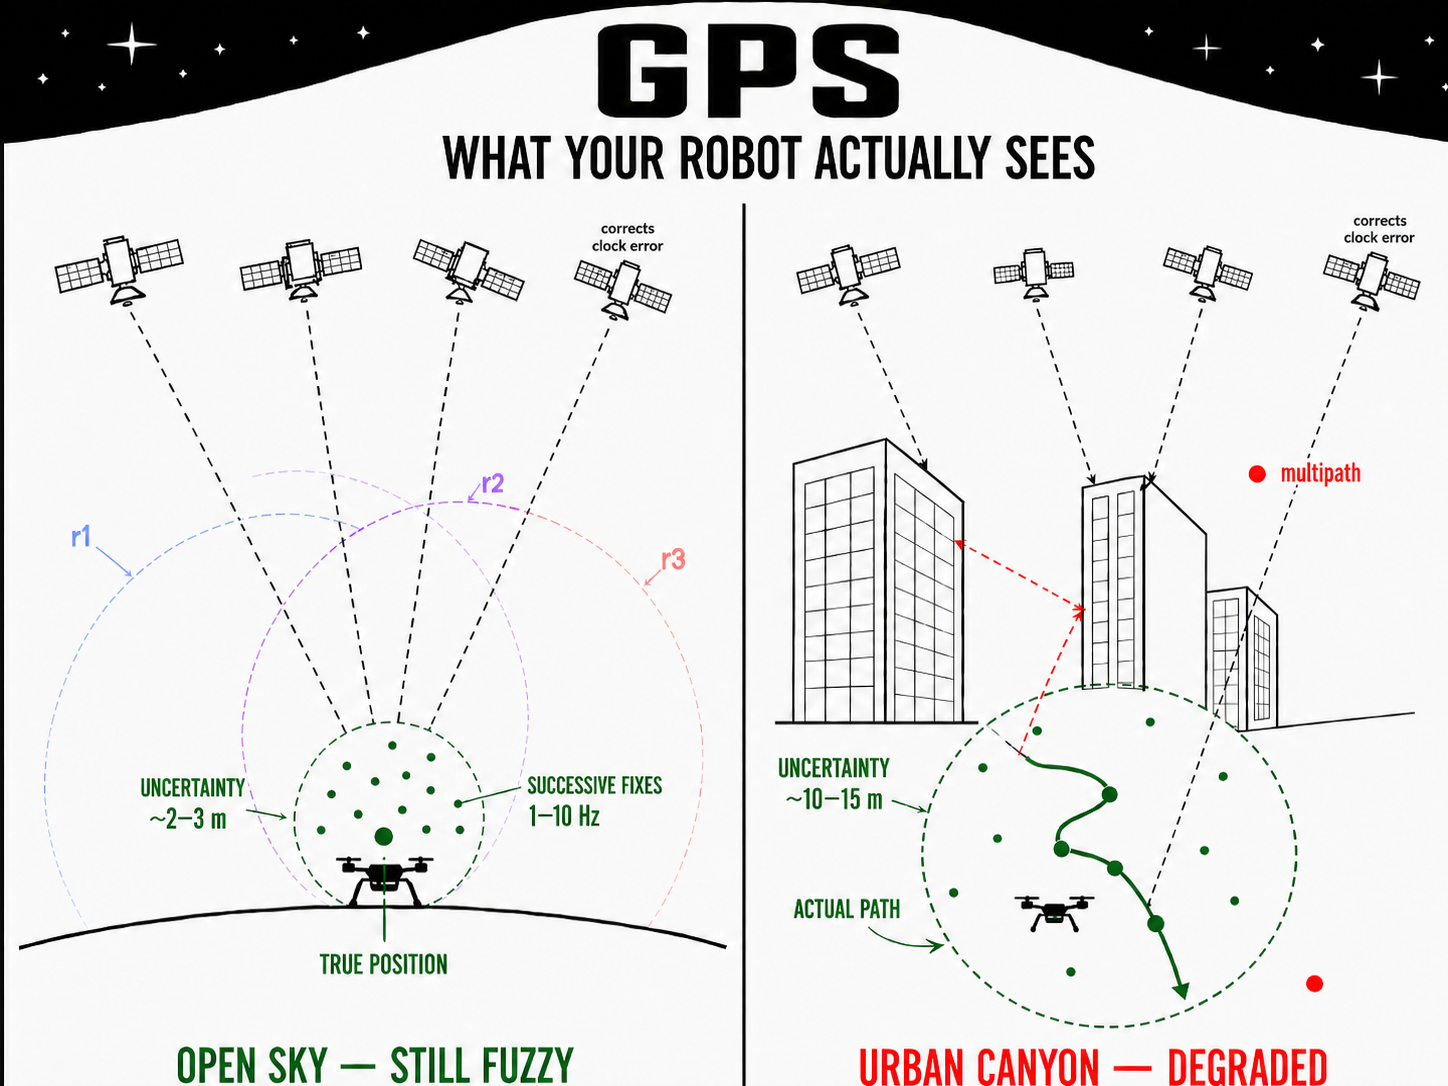 GPS
WHAT YOUR ROBOT ACTUALLY SEES
corrects
clock error
r1
r2
r3
UNCERTAINTY
~2–3 m
SUCCESSIVE FIXES
1–10 Hz
TRUE POSITION
OPEN SKY — STILL FUZZY
corrects
clock error
multipath
UNCERTAINTY
~10–15 m
ACTUAL PATH
URBAN CANYON — DEGRADED